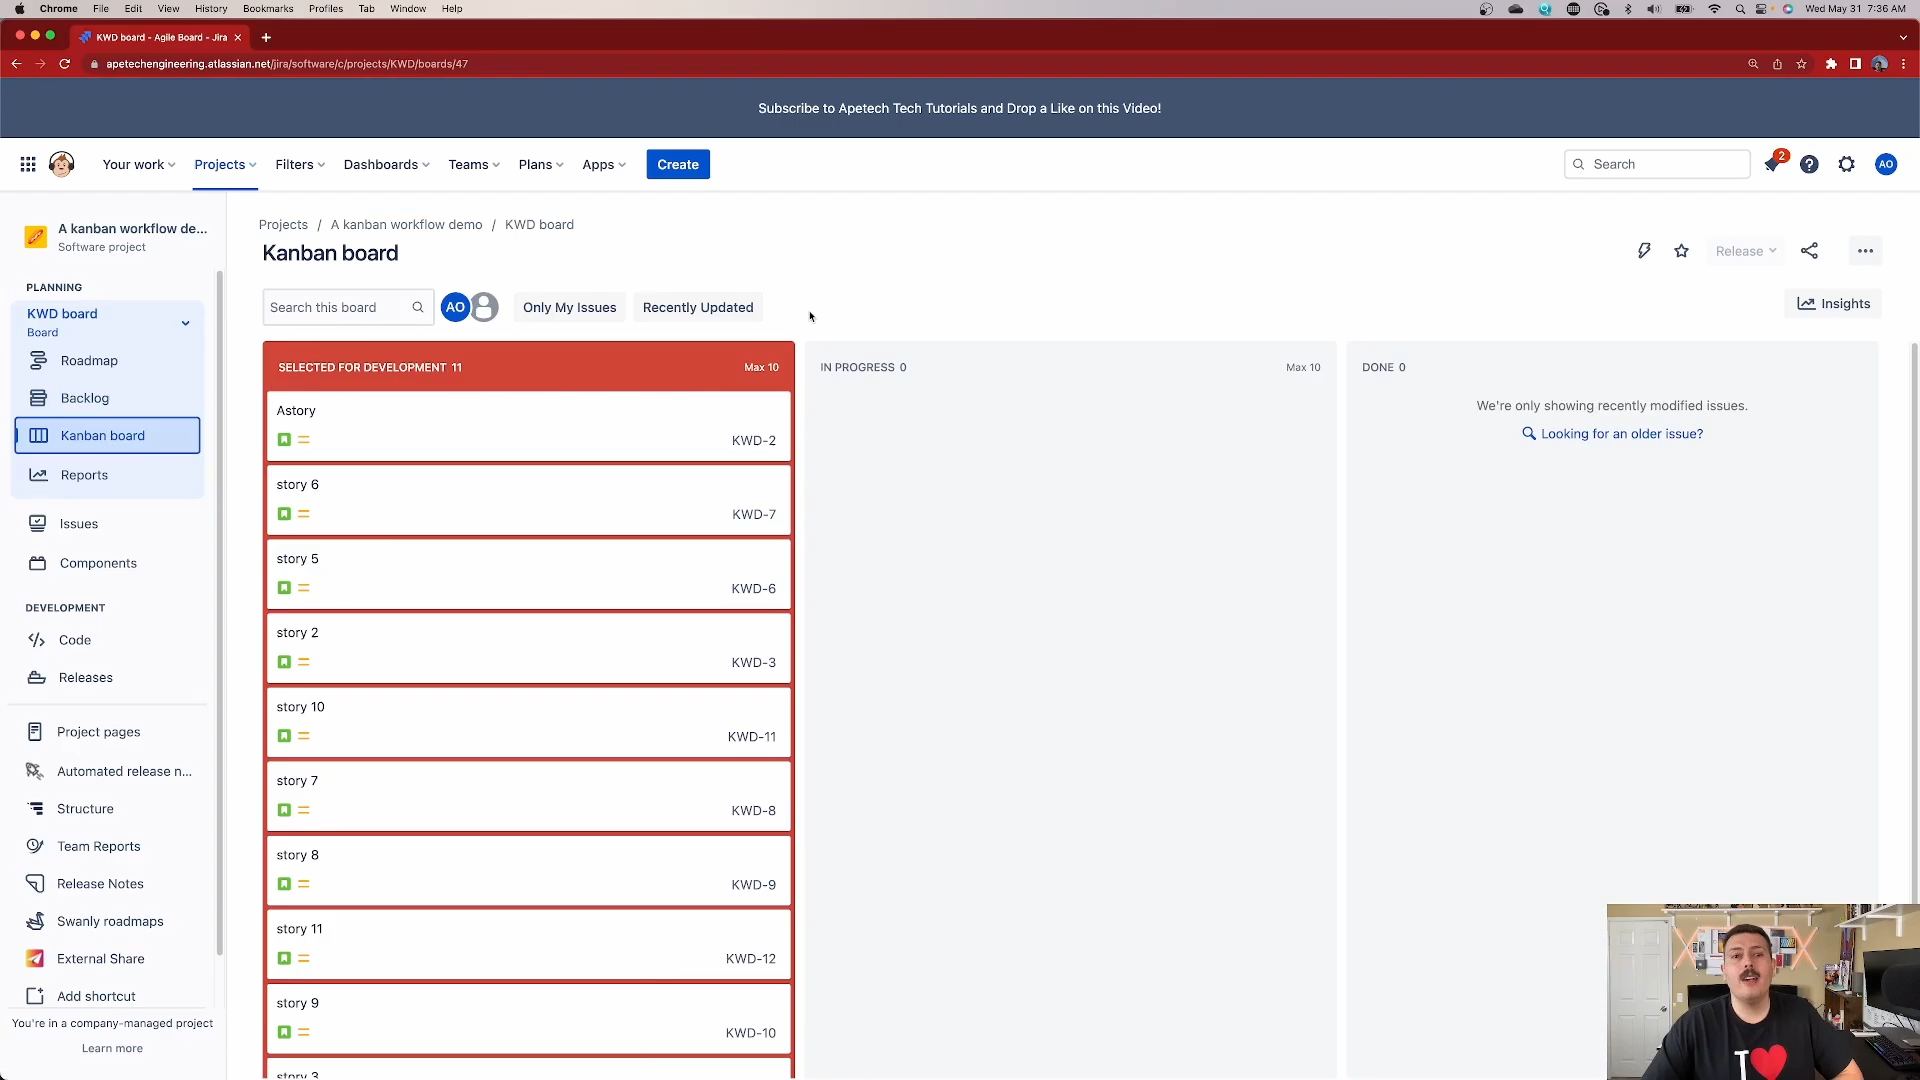 Chrome File Edit View History Bookmarks Profiles Tab Window Help
Wed May 31 7:36 AM
KWD board - Agile Board - Jira
apetechengineering.atlassian.net/jira/software/c/projects/KWD/boards/47
Subscribe to Apetech Tech Tutorials and Drop a Like on this Video!
Your work Projects Filters Dashboards Teams Plans Apps Create
Search
2
AO
A kanban workflow de...
Software project
PLANNING
KWD board
Board
Roadmap
Backlog
Kanban board
Reports
Issues
Components
DEVELOPMENT
Code
Releases
Project pages
Automated release n...
Structure
Team Reports
Release Notes
Swanly roadmaps
External Share
Add shortcut
You're in a company-managed project
Learn more
Projects / A kanban workflow demo / KWD board
Kanban board
Release
Search this board
AO
Only My Issues
Recently Updated
Insights
SELECTED FOR DEVELOPMENT 11 Max 10
Astory
KWD-2
story 6
KWD-7
story 5
KWD-6
story 2
KWD-3
story 10
KWD-11
story 7
KWD-8
story 8
KWD-9
story 11
KWD-12
story 9
KWD-10
story 3
IN PROGRESS 0 Max 10
DONE 0
We're only showing recently modified issues.
Looking for an older issue?
I